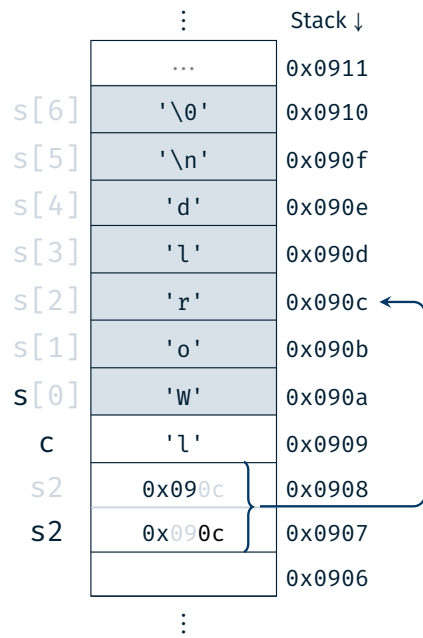 ⋮ Stack ↓
... 0x0911
s[6] '\0' 0x0910
s[5] '\n' 0x090f
s[4] 'd' 0x090e
s[3] 'l' 0x090d
s[2] 'r' 0x090c
s[1] 'o' 0x090b
s[0] 'W' 0x090a
c 'l' 0x0909
s2 0x090c 0x0908
s2 0x090c 0x0907
0x0906
⋮